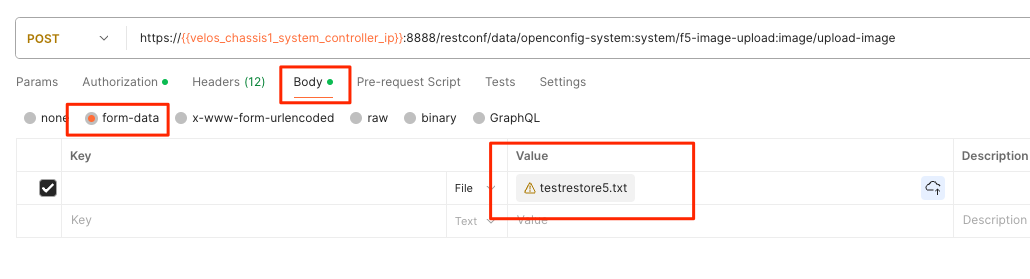 POST https://{{velos_chassis1_system_controller_ip}}:8888/restconf/data/openconfig-system:system/f5-image-upload:image/upload-image
Params Authorization Headers (12) Body Pre-request Script Tests Settings
none form-data x-www-form-urlencoded raw binary GraphQL
Key Value Description
File testrestore5.txt
Key Text Value Description